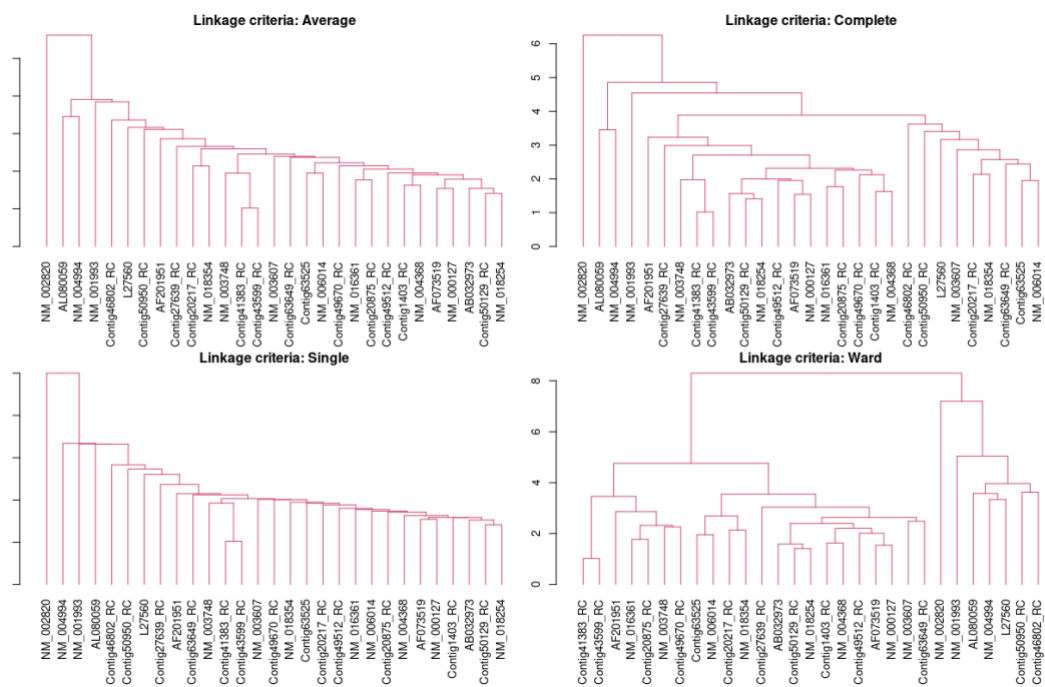 Linkage criteria: Average
NM_002820
AL080059
NM_004994
NM_001993
Contig46802_RC
L27560
Contig50950_RC
AF201951
Contig27639_RC
Contig20217_RC
NM_018354
NM_003748
Contig41383_RC
Contig43599_RC
NM_003607
Contig63649_RC
Contig63525
NM_006014
Contig49670_RC
NM_016361
Contig20875_RC
Contig49512_RC
Contig1403_RC
NM_004368
AF073519
NM_000127
AB032973
Contig50129_RC
NM_018254
Linkage criteria: Complete
6
5
4
3
2
1
0
NM_002820
AL080059
NM_004994
NM_001993
AF201951
Contig27639_RC
NM_003748
Contig41383_RC
Contig43599_RC
AB032973
Contig50129_RC
NM_018254
Contig49512_RC
AF073519
NM_000127
NM_016361
Contig20875_RC
Contig49670_RC
Contig1403_RC
NM_004368
Contig46802_RC
Contig50950_RC
L27560
NM_003607
Contig20217_RC
NM_018354
Contig63649_RC
Contig63525
NM_006014
Linkage criteria: Single
NM_002820
NM_004994
NM_001993
AL080059
Contig46802_RC
Contig50950_RC
L27560
Contig27639_RC
AF201951
Contig63649_RC
NM_003748
Contig41383_RC
Contig43599_RC
NM_003607
Contig49670_RC
NM_018354
Contig20217_RC
Contig63525
Contig49512_RC
NM_016361
NM_006014
Contig20875_RC
NM_004368
AF073519
NM_000127
Contig1403_RC
AB032973
Contig50129_RC
NM_018254
Linkage criteria: Ward
8
6
4
2
0
Contig41383_RC
Contig43599_RC
AF201951
NM_016361
Contig20875_RC
NM_003748
Contig49670_RC
Contig63525
NM_006014
Contig20217_RC
NM_018354
Contig27639_RC
AB032973
Contig50129_RC
NM_018254
Contig1403_RC
NM_004368
Contig49512_RC
AF073519
NM_000127
NM_003607
Contig63649_RC
NM_002820
NM_001993
AL080059
NM_004994
L27560
Contig50950_RC
Contig46802_RC